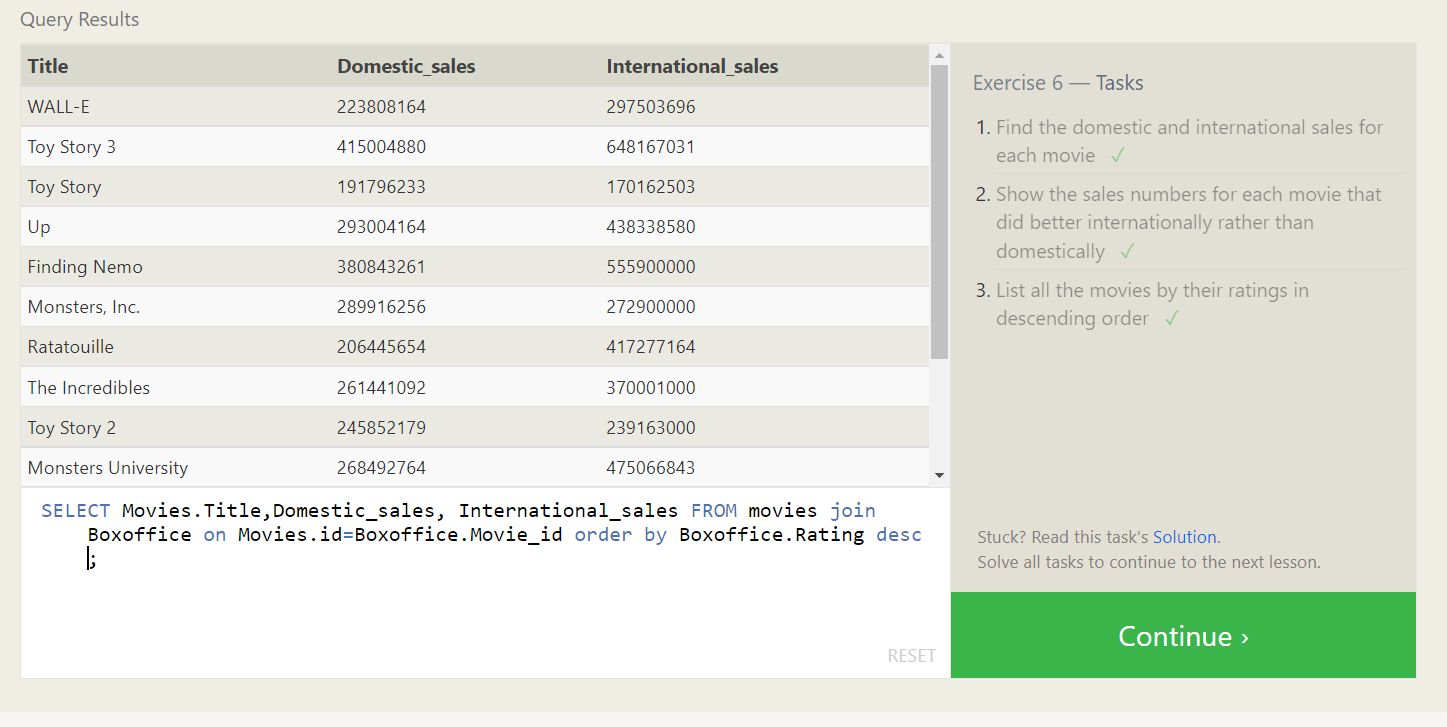 Query Results
Title Domestic_sales International_sales
WALL-E 223808164 297503696
Toy Story 3 415004880 648167031
Toy Story 191796233 170162503
Up 293004164 438338580
Finding Nemo 380843261 555900000
Monsters, Inc. 289916256 272900000
Ratatouille 206445654 417277164
The Incredibles 261441092 370001000
Toy Story 2 245852179 239163000
Monsters University 268492764 475066843
SELECT Movies.Title,Domestic_sales, International_sales FROM movies join
Boxoffice on Movies.id=Boxoffice.Movie_id order by Boxoffice.Rating desc
;
RESET
Exercise 6 — Tasks
1. Find the domestic and international sales for
each movie ✓
2. Show the sales numbers for each movie that
did better internationally rather than
domestically ✓
3. List all the movies by their ratings in
descending order ✓
Stuck? Read this task's Solution.
Solve all tasks to continue to the next lesson.
Continue ›